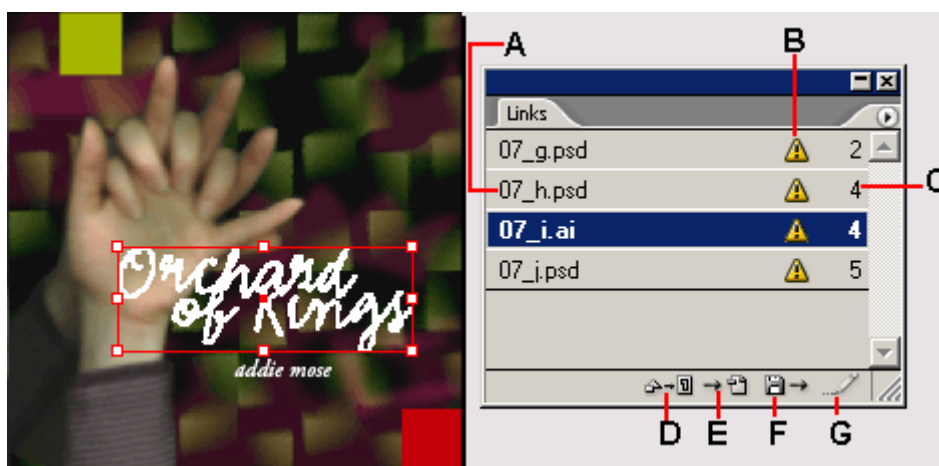 Orchard
of Kings
addie mose
A
B
Links
07_g.psd 2
07_h.psd 4
C
07_i.ai 4
07_j.psd 5
D E F G